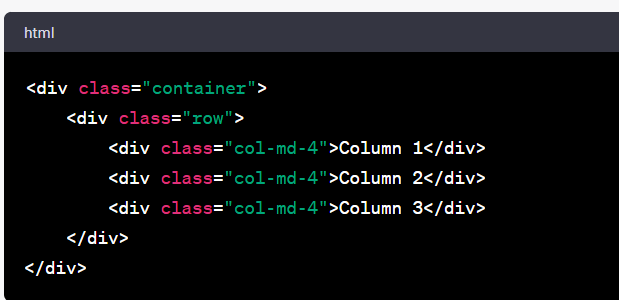 html
<div class="container">
    <div class="row">
        <div class="col-md-4">Column 1</div>
        <div class="col-md-4">Column 2</div>
        <div class="col-md-4">Column 3</div>
    </div>
</div>